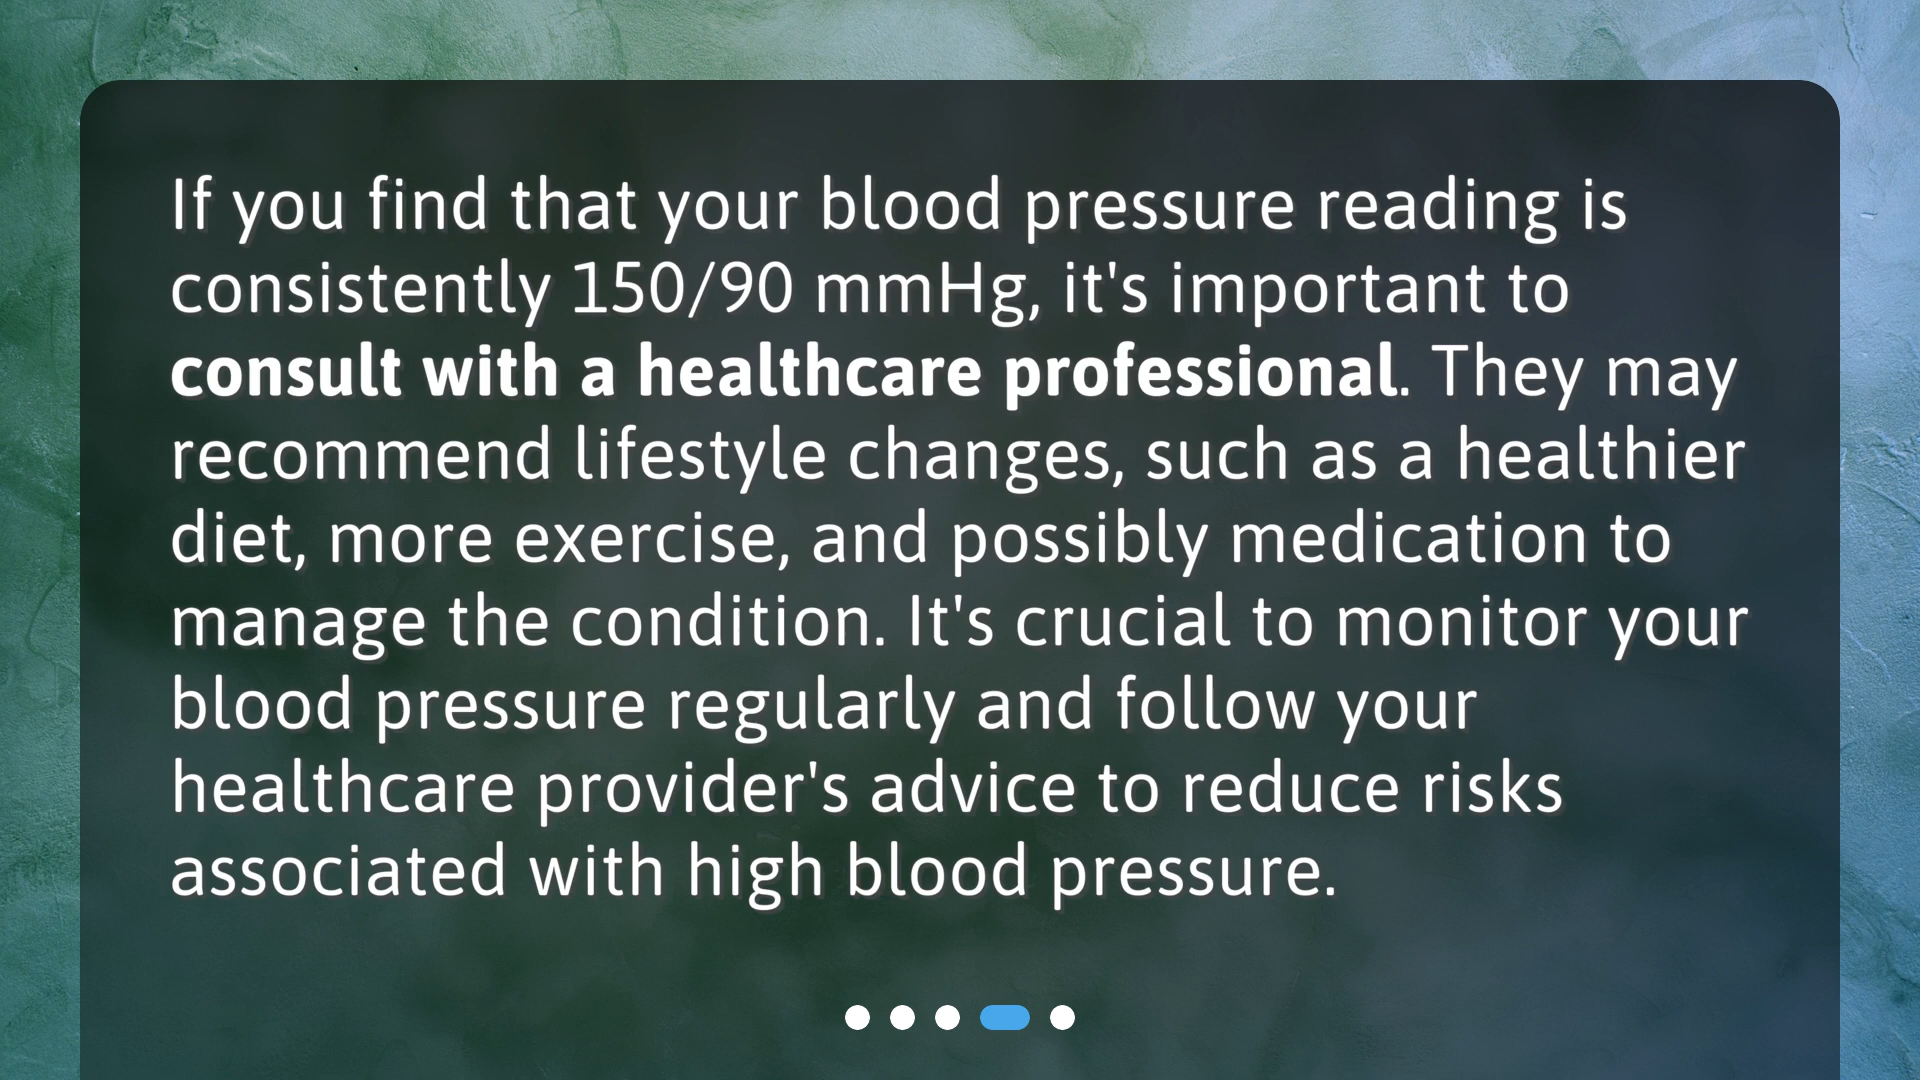 If you find that your blood pressure reading is
consistently 150/90 mmHg, it's important to
consult with a healthcare professional. They may
recommend lifestyle changes, such as a healthier
diet, more exercise, and possibly medication to
manage the condition. It's crucial to monitor your
blood pressure regularly and follow your
healthcare provider's advice to reduce risks
associated with high blood pressure.